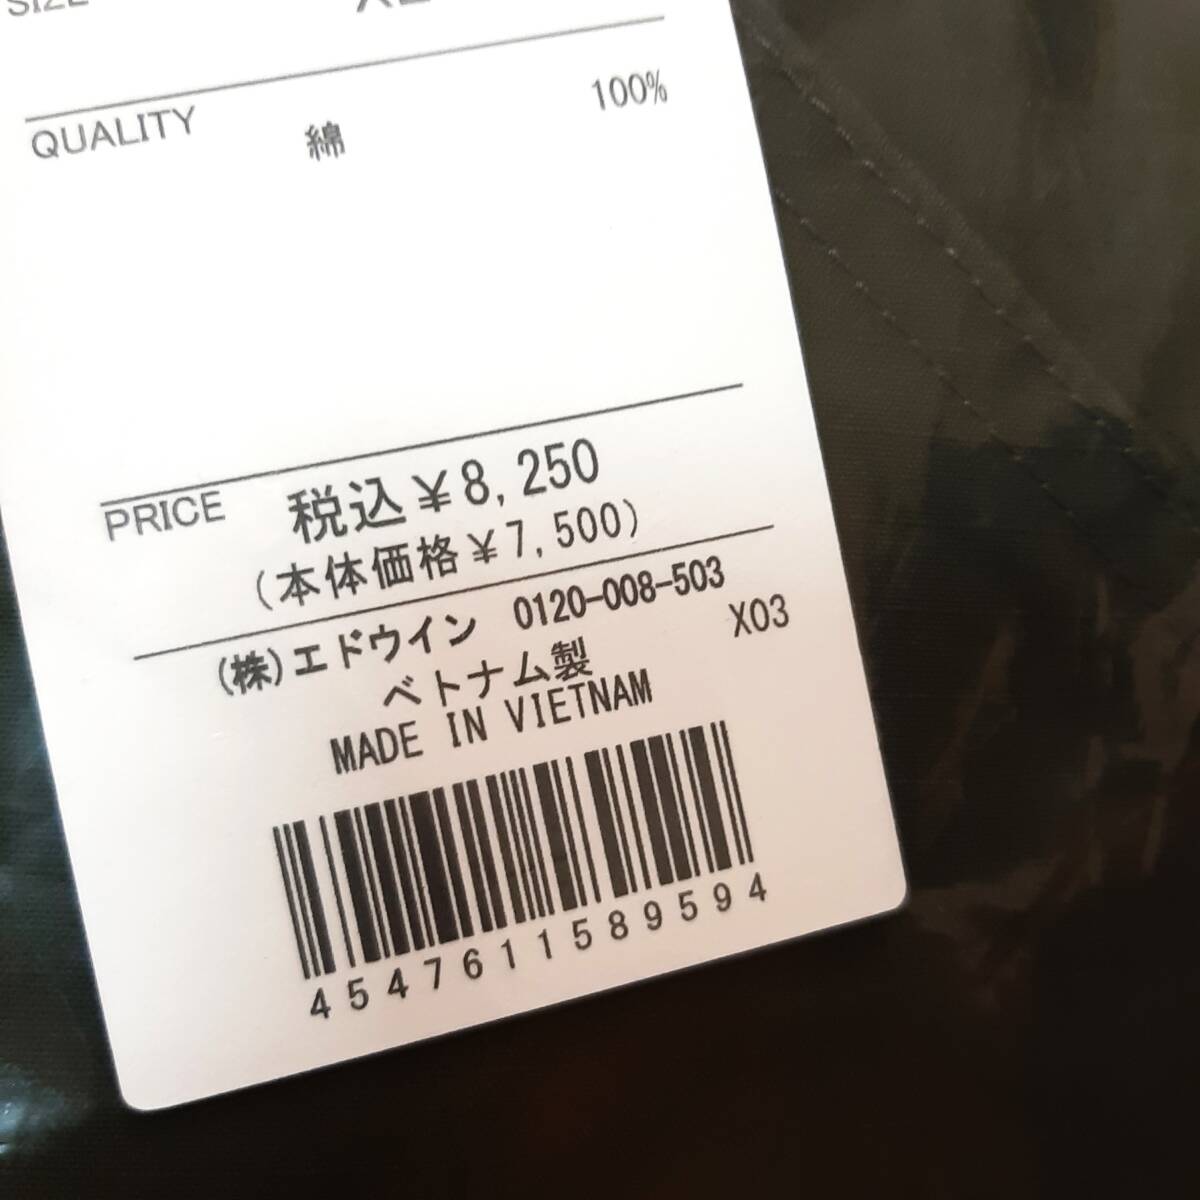 SIZE
QUALITY 綿 100%
PRICE 税込¥8,250
(本体価格¥7,500)
(株)エドウイン 0120-008-503
ベトナム製 X03
MADE IN VIETNAM
4547611589594